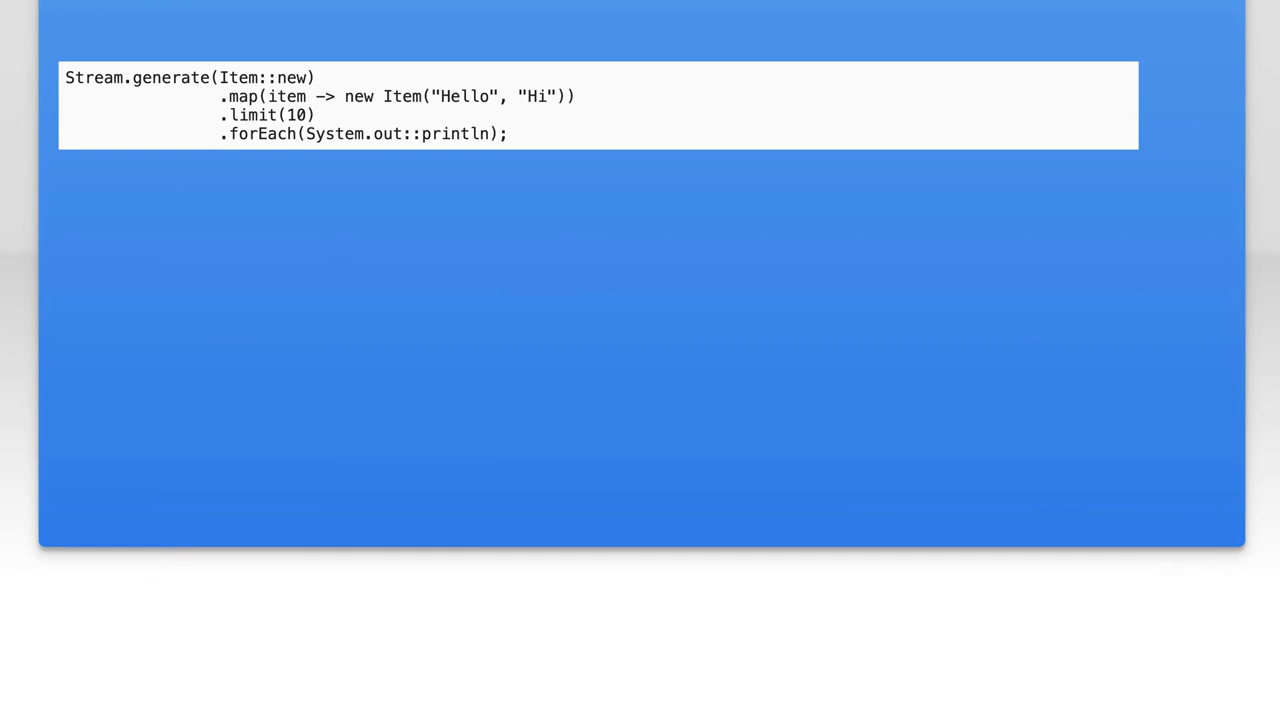 Stream.generate(Item::new)
.map(item -> new Item("Hello", "Hi"))
.limit(10)
.forEach(System.out::println);